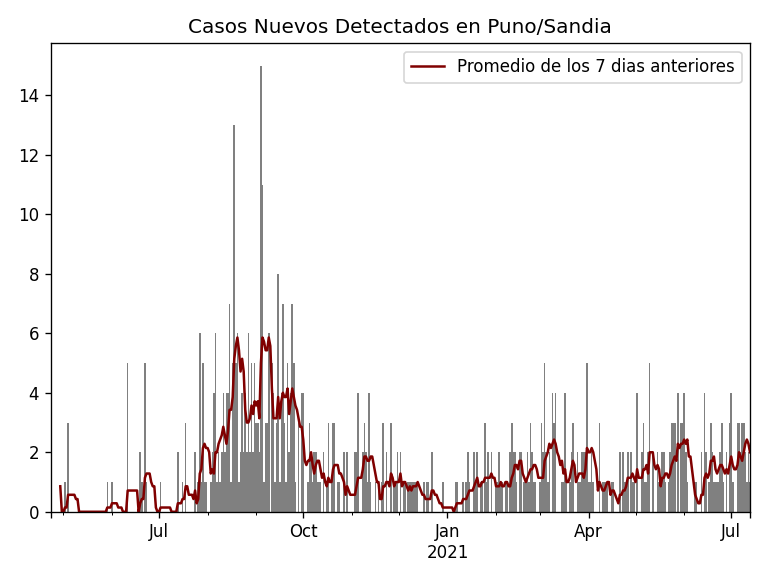 Casos Nuevos Detectados en Puno/Sandia
Promedio de los 7 dias anteriores
14
12
10
8
6
4
2
0
Jul
Oct
Jan
2021
Apr
Jul